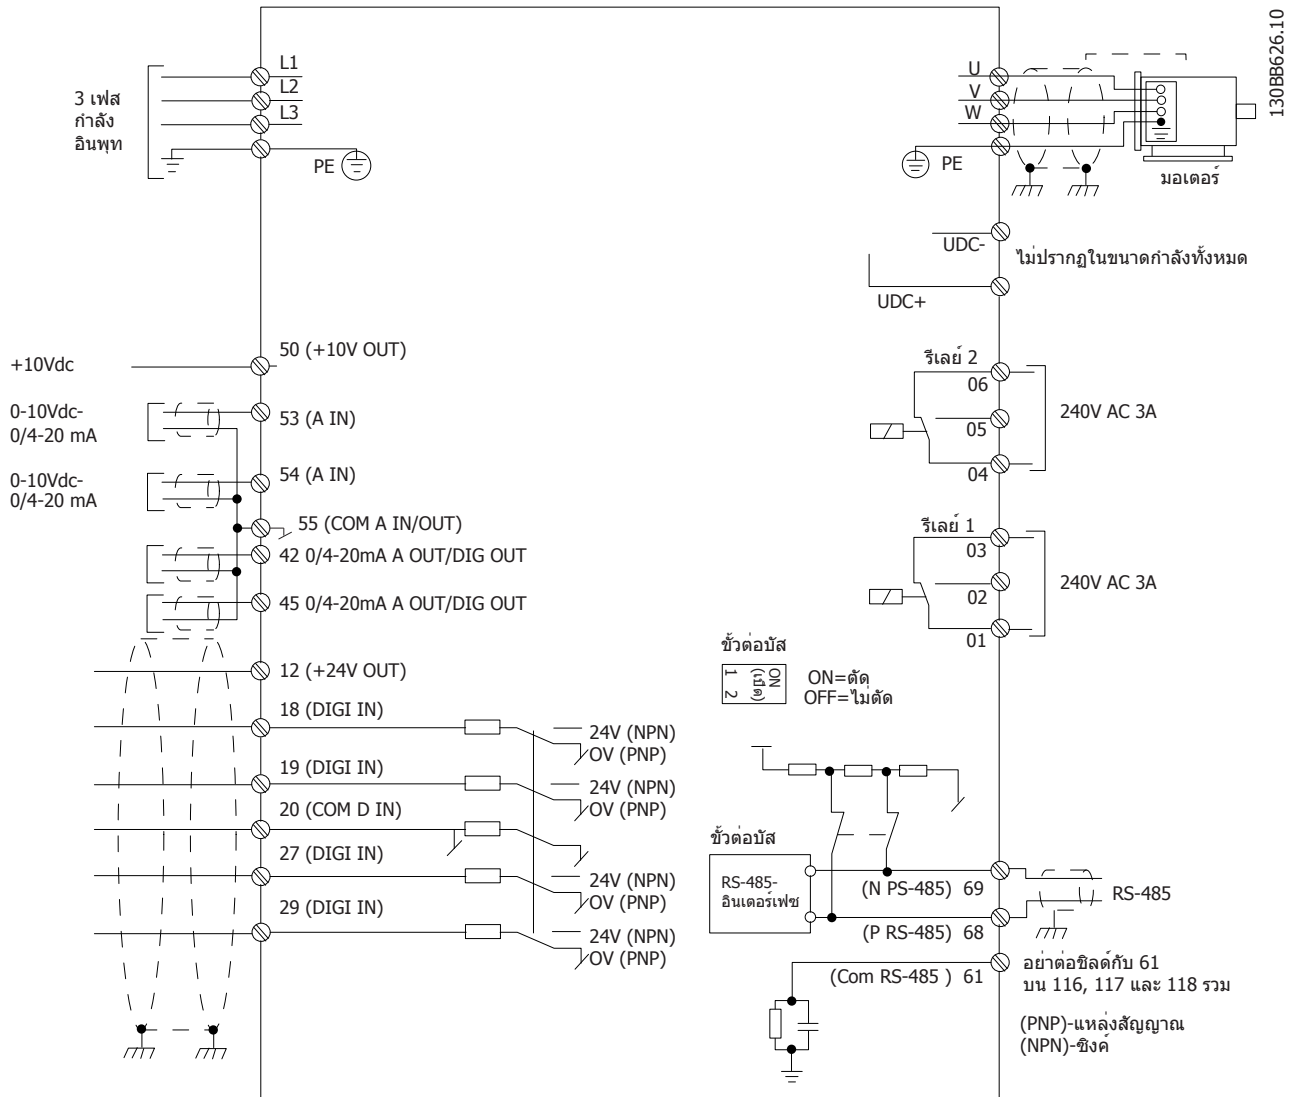 130BB626.10
3 เฟส
กำลัง
อินพุท
L1
L2
L3
PE
U
V
W
PE
มอเตอร์
UDC-
ไม่ปรากฏในขนาดกำลังทั้งหมด
UDC+
+10Vdc
50 (+10V OUT)
0-10Vdc-
0/4-20 mA
53 (A IN)
0-10Vdc-
0/4-20 mA
54 (A IN)
55 (COM A IN/OUT)
42 0/4-20mA A OUT/DIG OUT
45 0/4-20mA A OUT/DIG OUT
12 (+24V OUT)
18 (DIGI IN)
24V (NPN)
OV (PNP)
19 (DIGI IN)
24V (NPN)
OV (PNP)
20 (COM D IN)
27 (DIGI IN)
24V (NPN)
OV (PNP)
29 (DIGI IN)
24V (NPN)
OV (PNP)
รีเลย์ 2
06
05
04
240V AC 3A
รีเลย์ 1
03
02
01
240V AC 3A
ขั้วต่อบัส
ON
(เปิด)
1 2
ON=ตัด
OFF=ไม่ตัด
ขั้วต่อบัส
RS-485-
อินเตอร์เฟซ
(N PS-485) 69
RS-485
(P RS-485) 68
(Com RS-485 ) 61
อย่าต่อชิลด์กับ 61
บน 116, 117 และ 118 รวม
(PNP)-แหล่งสัญญาณ
(NPN)-ซิงค์